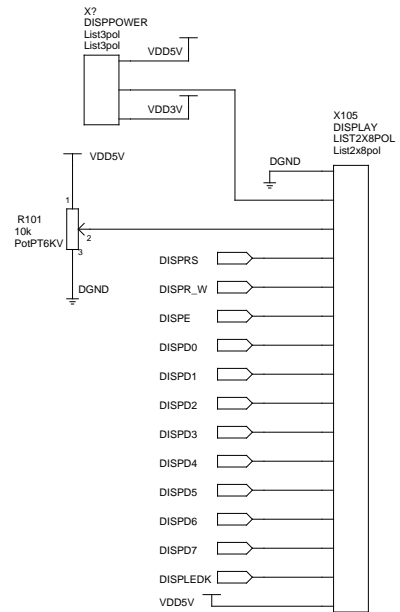 X?
DISPPOWER
List3pol
List3pol
VDD5V
VDD3V
X105
DISPLAY
LIST2X8POL
List2x8pol
DGND
VDD5V
1
R101
10k
PotPT6KV
2
3
DGND
DISPRS
DISPR_W
DISPE
DISPD0
DISPD1
DISPD2
DISPD3
DISPD4
DISPD5
DISPD6
DISPD7
DISPLEDK
VDD5V